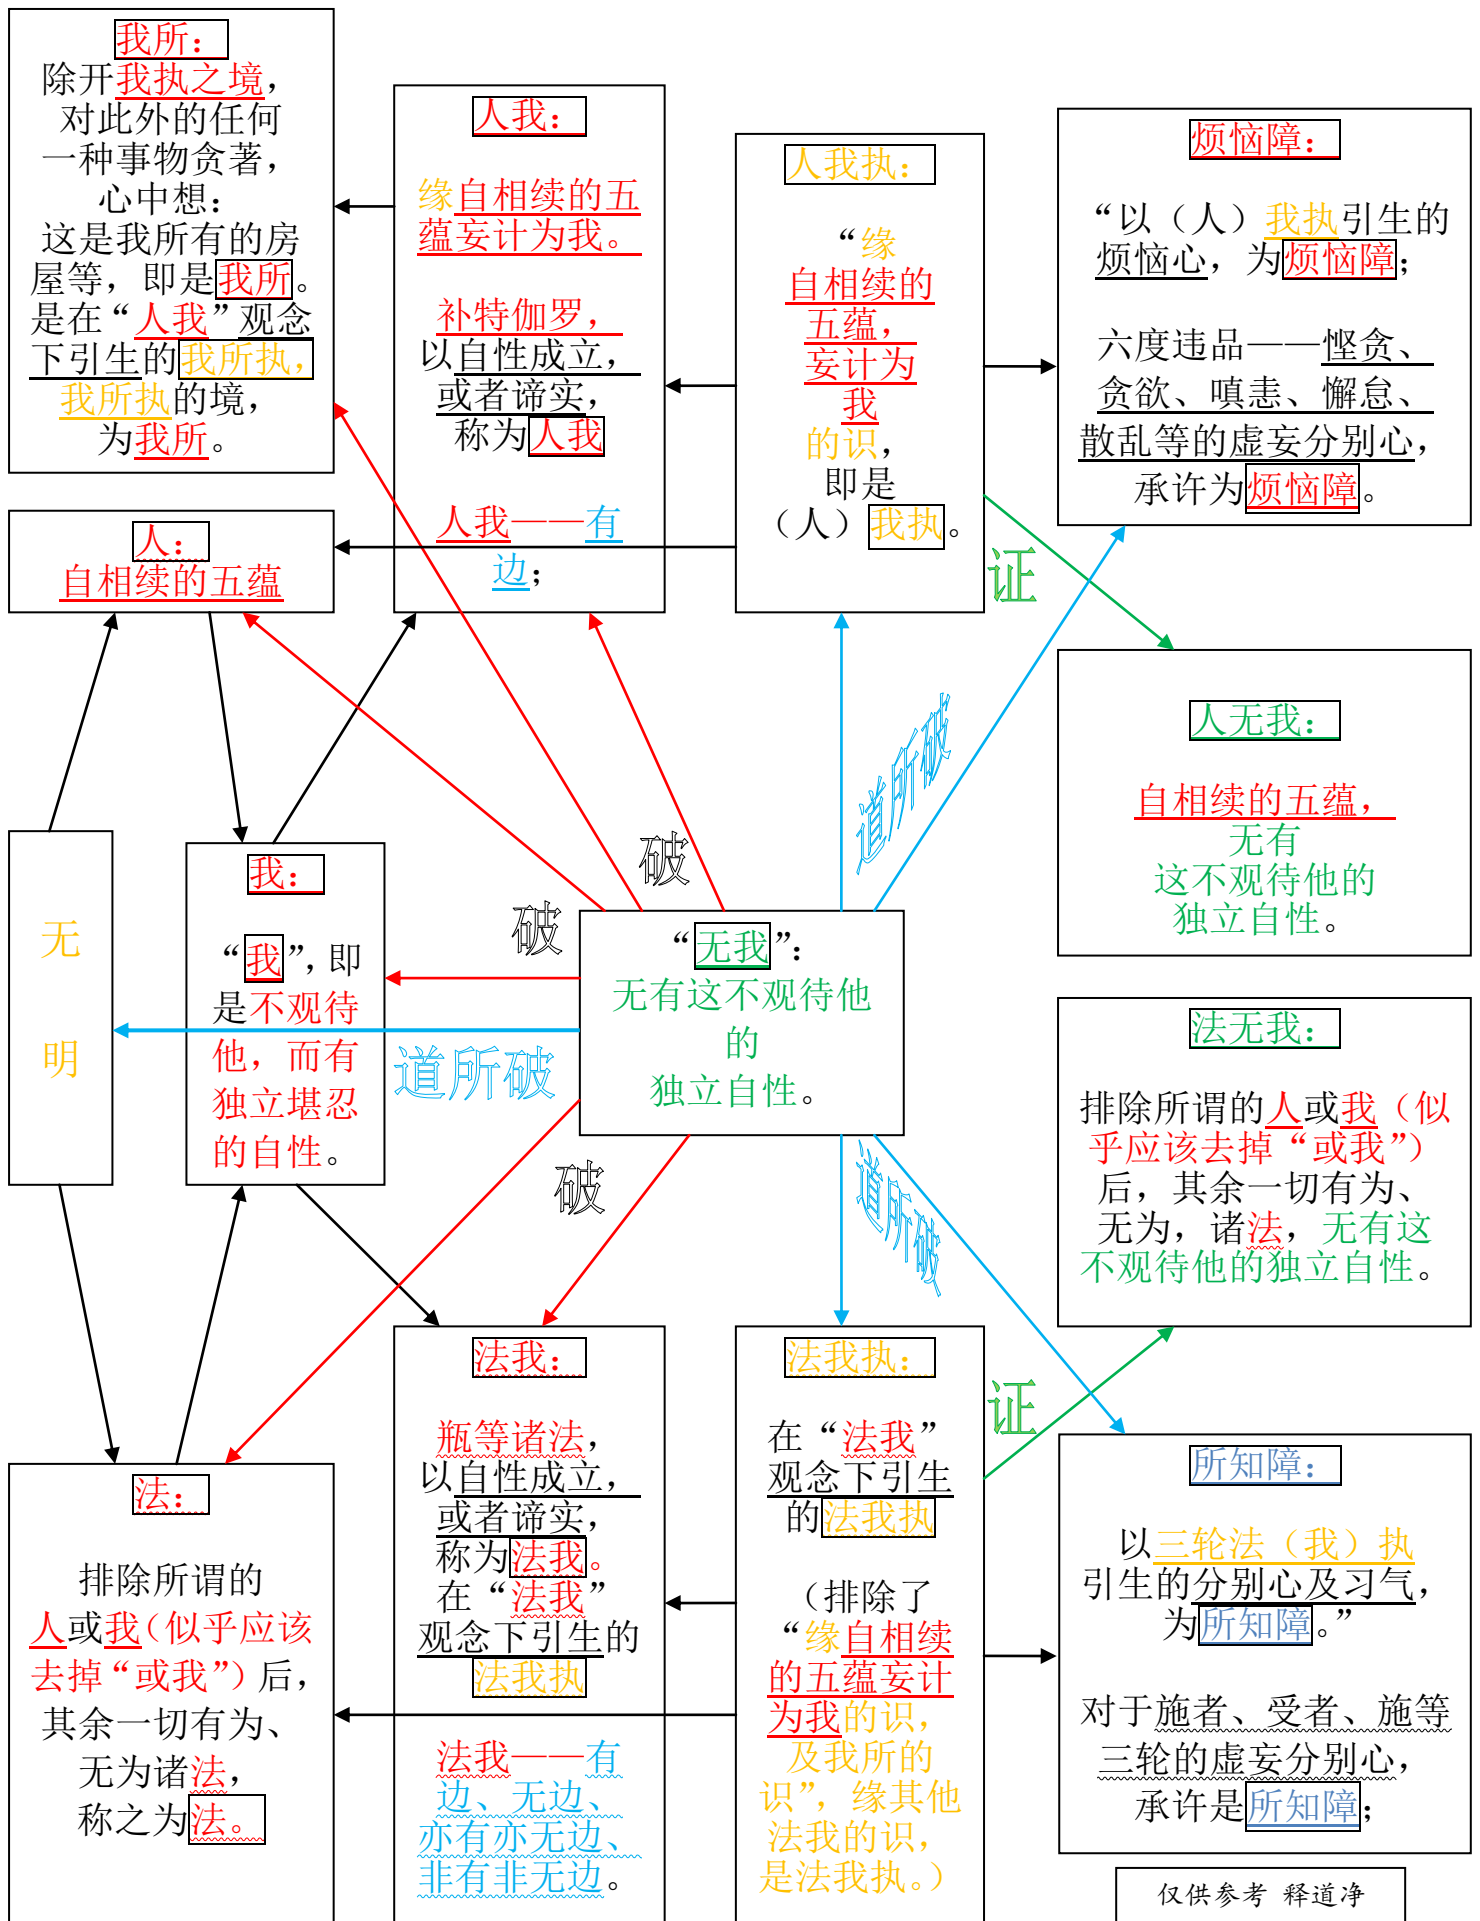 我所：
除开我执之境，
对此外的任何
一种事物贪著，
心中想：
这是我所有的房
屋等，即是我所。
是在“人我”观念
下引生的我所执，
我所执的境，
为我所。
人：
自相续的五蕴
人我：
缘自相续的五
蕴妄计为我。
补特伽罗，
以自性成立，
或者谛实，
称为人我
人我——有
边；
人我执：
“缘
自相续的
五蕴，
妄计为
我
的识，
即是
（人）我执。
烦恼障：
“以（人）我执引生的
烦恼心，为烦恼障；
六度违品——悭贪、
贪欲、嗔恚、懈怠、
散乱等的虚妄分别心，
承许为烦恼障。
证
人无我：
自相续的五蕴，
无有
这不观待他的
独立自性。
道所破
破
破
无
明
我：
“我”，即
是不观待
他，而有
独立堪忍
的自性。
道所破
“无我”：
无有这不观待他
的
独立自性。
破
道所破
法无我：
排除所谓的人或我（似
乎应该去掉“或我”）
后，其余一切有为、
无为，诸法，无有这
不观待他的独立自性。
法：
排除所谓的
人或我（似乎应该
去掉“或我”）后，
其余一切有为、
无为诸法，
称之为法。
法我：
瓶等诸法，
以自性成立，
或者谛实，
称为法我。
在“法我”
观念下引生的
法我执
法我——有
边、无边、
亦有亦无边、
非有非无边。
法我执：
在“法我”
观念下引生
的法我执
（排除了
“缘自相续
的五蕴妄计
为我的识，
及我所的
识”，缘其他
法我的识，
是法我执。）
证
所知障：
以三轮法（我）执
引生的分别心及习气，
为所知障。”
对于施者、受者、施等
三轮的虚妄分别心，
承许是所知障；
仅供参考 释道净